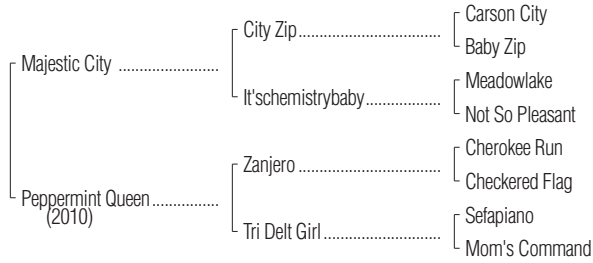 Carson City
City Zip
Baby Zip
Majestic City
Meadowlake
It'schemistrybaby
Not So Pleasant
Cherokee Run
Zanjero
Checkered Flag
Peppermint Queen
(2010)
Sefapiano
Tri Delt Girl
Mom's Command